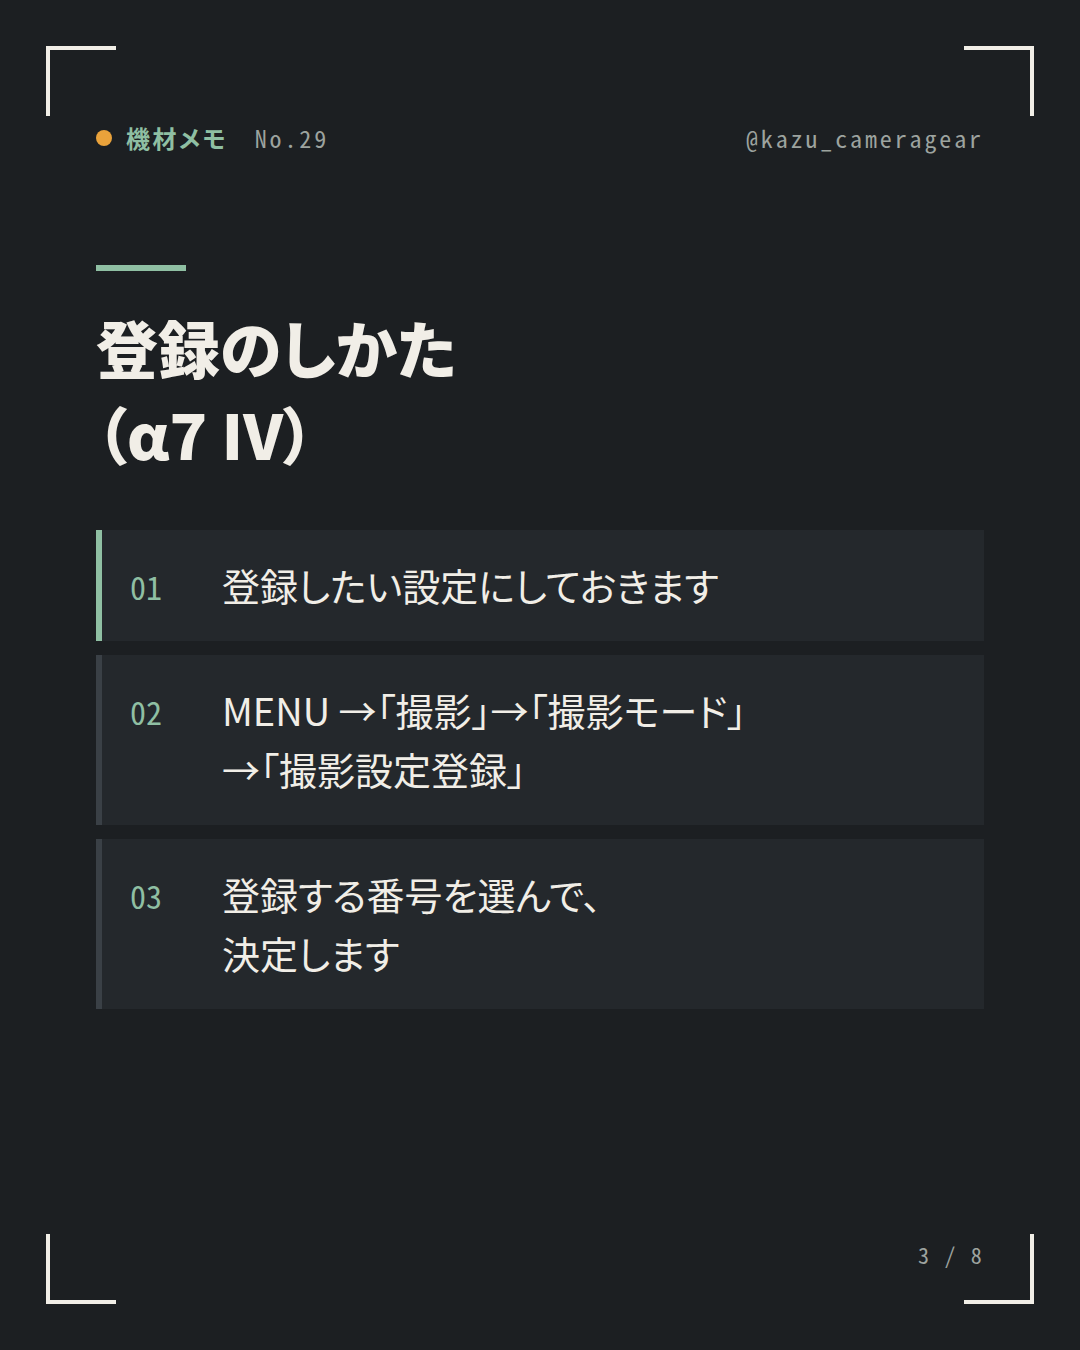 機材メモ No.29
@kazu_cameragear
登録のしかた
（α7 IV）
01 登録したい設定にしておきます
02 MENU →「撮影」→「撮影モード」
→「撮影設定登録」
03 登録する番号を選んで、
決定します
3 / 8